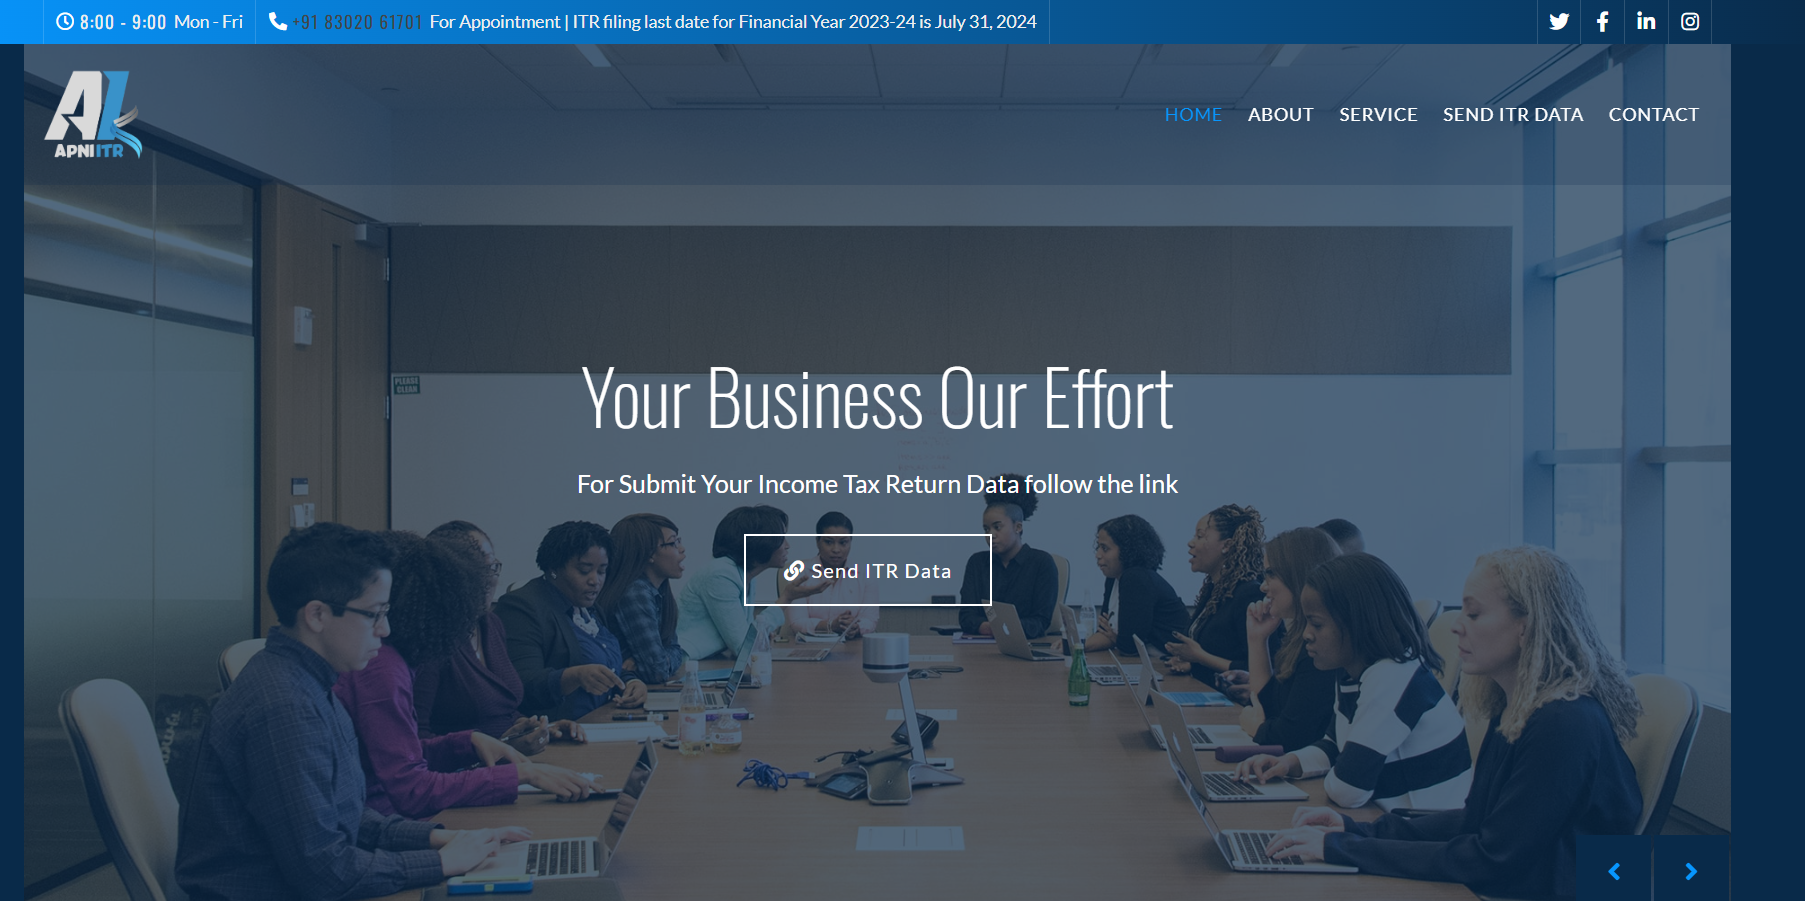 8:00 - 9:00 Mon - Fri
+91 83020 61701 For Appointment | ITR filing last date for Financial Year 2023-24 is July 31, 2024
APNI ITR
HOME ABOUT SERVICE SEND ITR DATA CONTACT
PLEASE
CLEAN
Your Business Our Effort
For Submit Your Income Tax Return Data follow the link
Send ITR Data